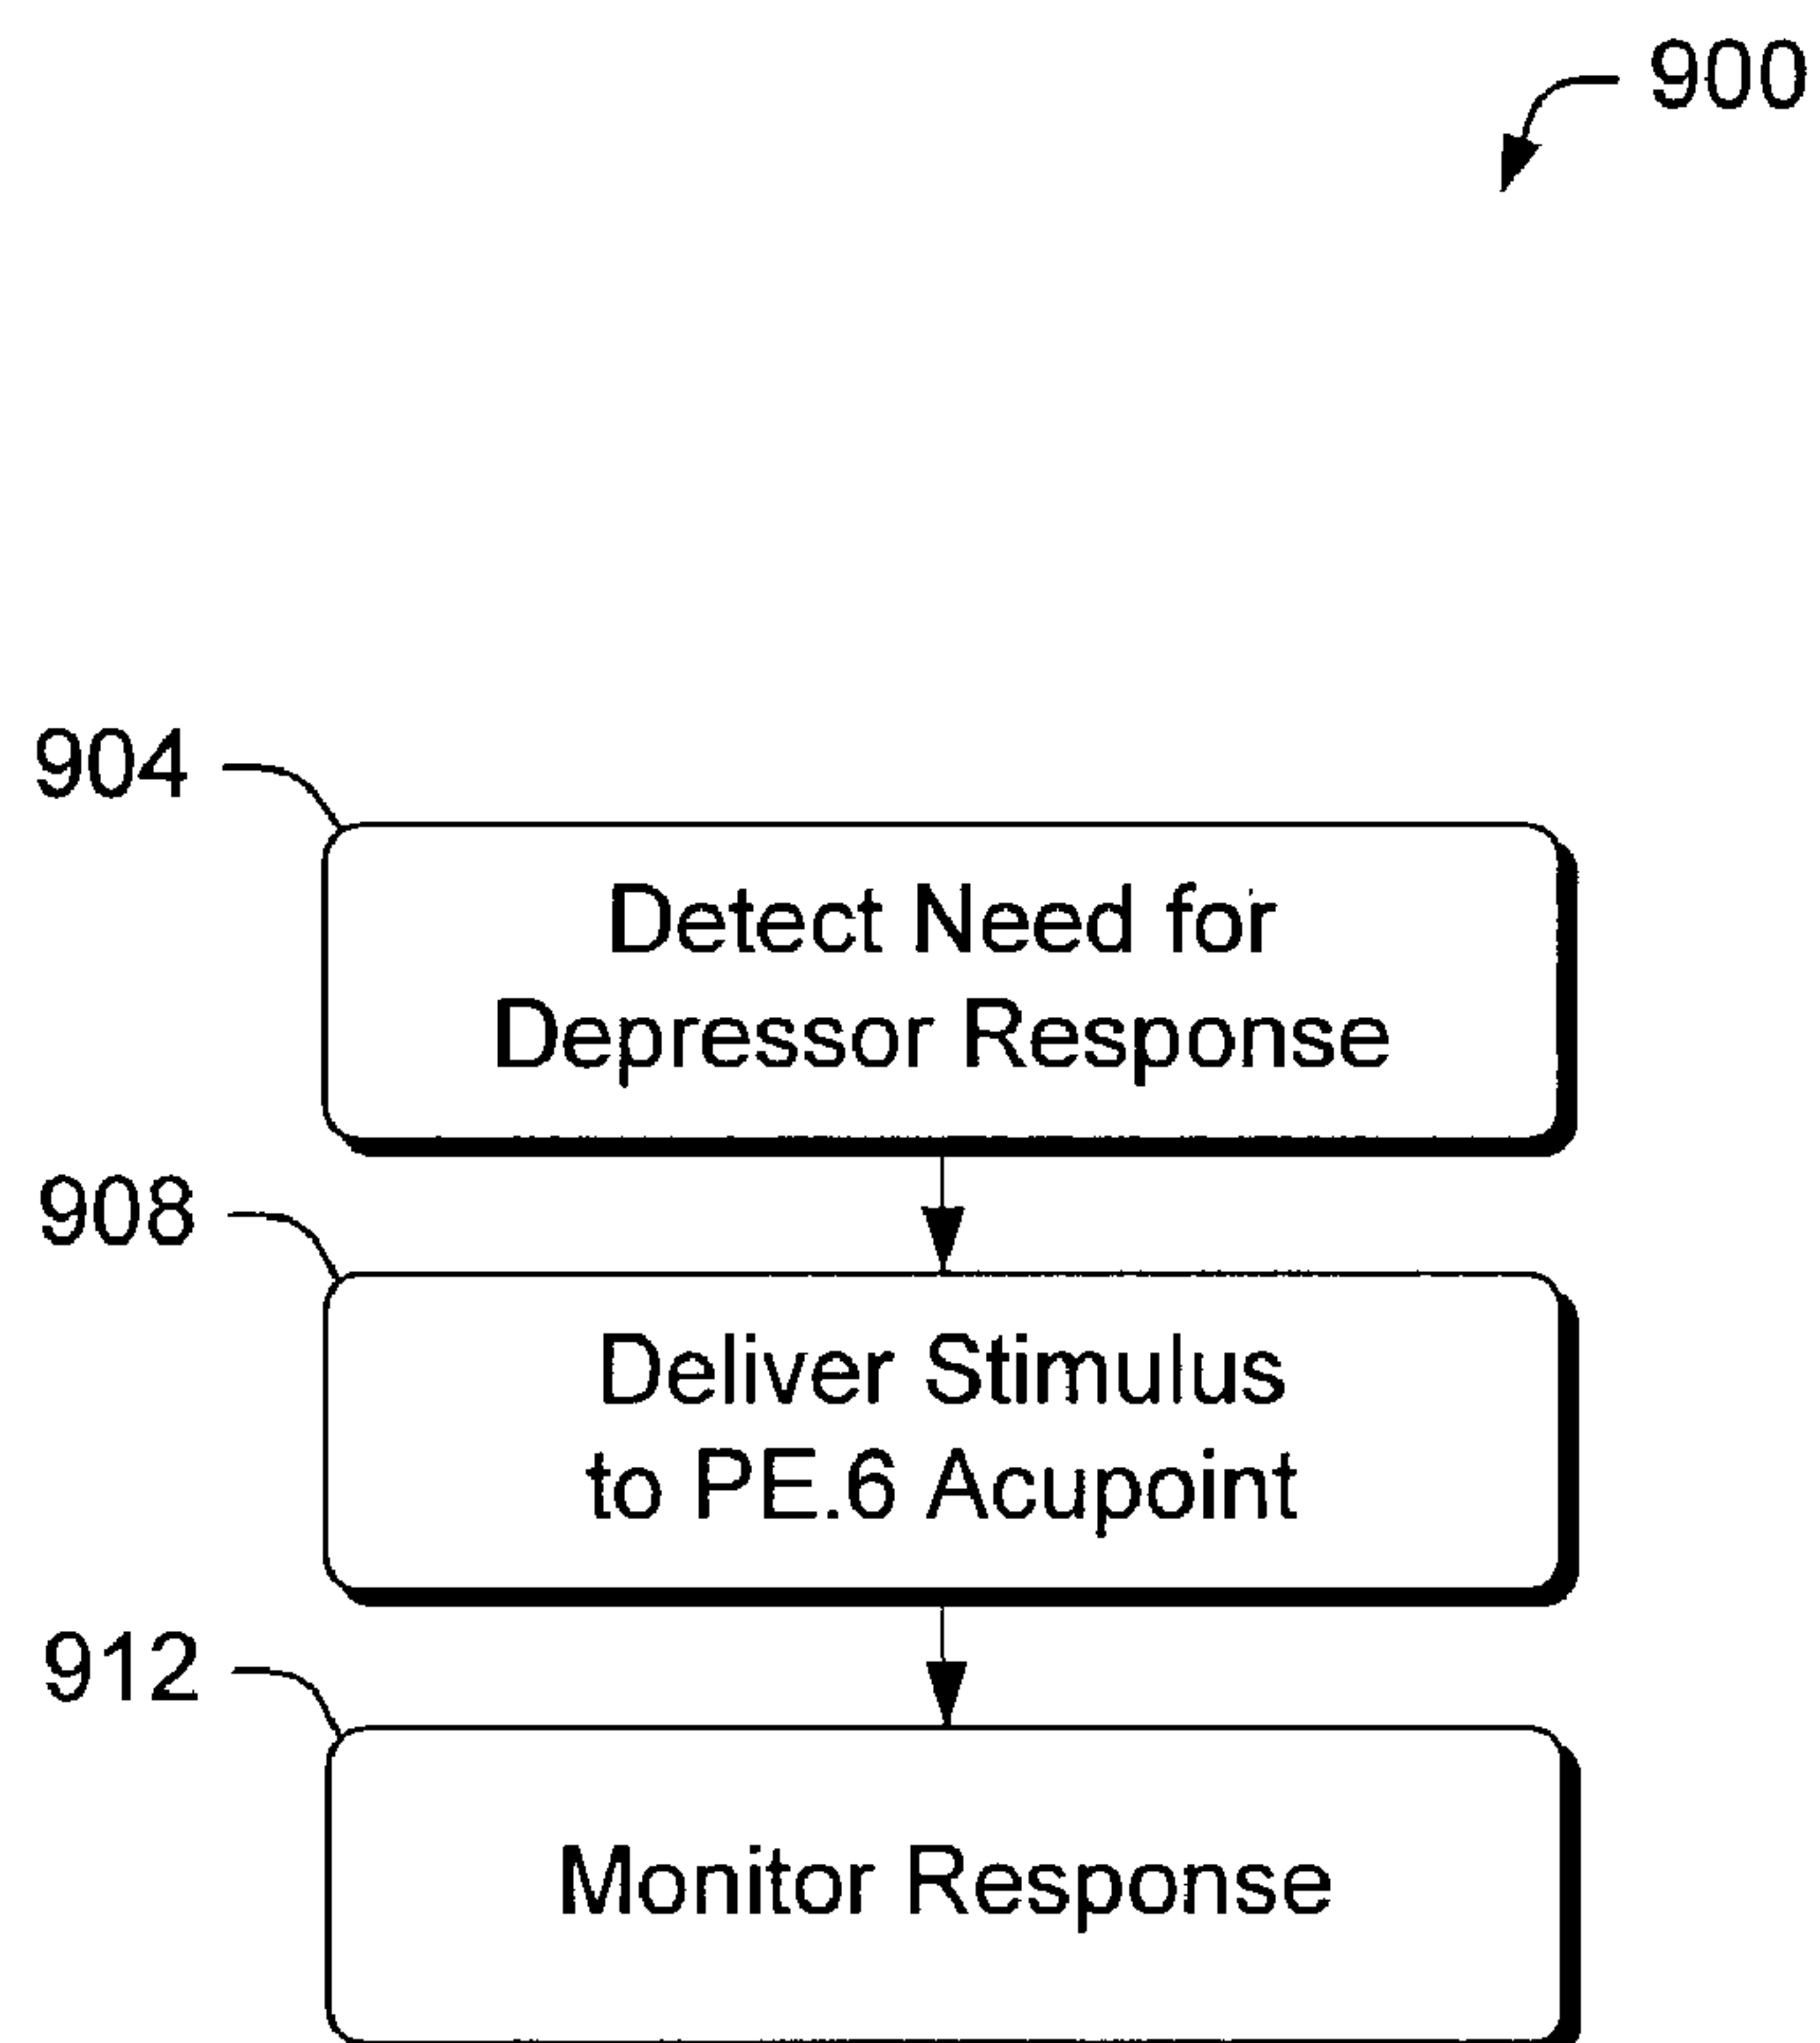 900
904
Detect Need for
Depressor Response
908
Deliver Stimulus
to PE.6 Acupoint
912
Monitor Response